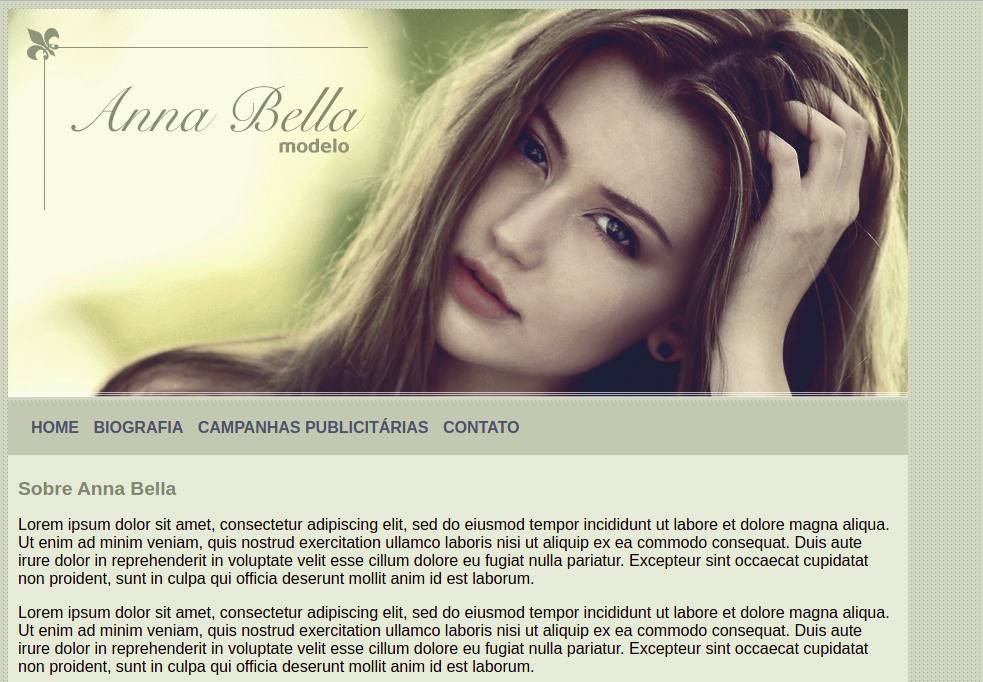 Anna Bella
modelo
HOME BIOGRAFIA CAMPANHAS PUBLICITÁRIAS CONTATO
Sobre Anna Bella
Lorem ipsum dolor sit amet, consectetur adipiscing elit, sed do eiusmod tempor incididunt ut labore et dolore magna aliqua.
Ut enim ad minim veniam, quis nostrud exercitation ullamco laboris nisi ut aliquip ex ea commodo consequat. Duis aute
irure dolor in reprehenderit in voluptate velit esse cillum dolore eu fugiat nulla pariatur. Excepteur sint occaecat cupidatat
non proident, sunt in culpa qui officia deserunt mollit anim id est laborum.
Lorem ipsum dolor sit amet, consectetur adipiscing elit, sed do eiusmod tempor incididunt ut labore et dolore magna aliqua.
Ut enim ad minim veniam, quis nostrud exercitation ullamco laboris nisi ut aliquip ex ea commodo consequat. Duis aute
irure dolor in reprehenderit in voluptate velit esse cillum dolore eu fugiat nulla pariatur. Excepteur sint occaecat cupidatat
non proident, sunt in culpa qui officia deserunt mollit anim id est laborum.